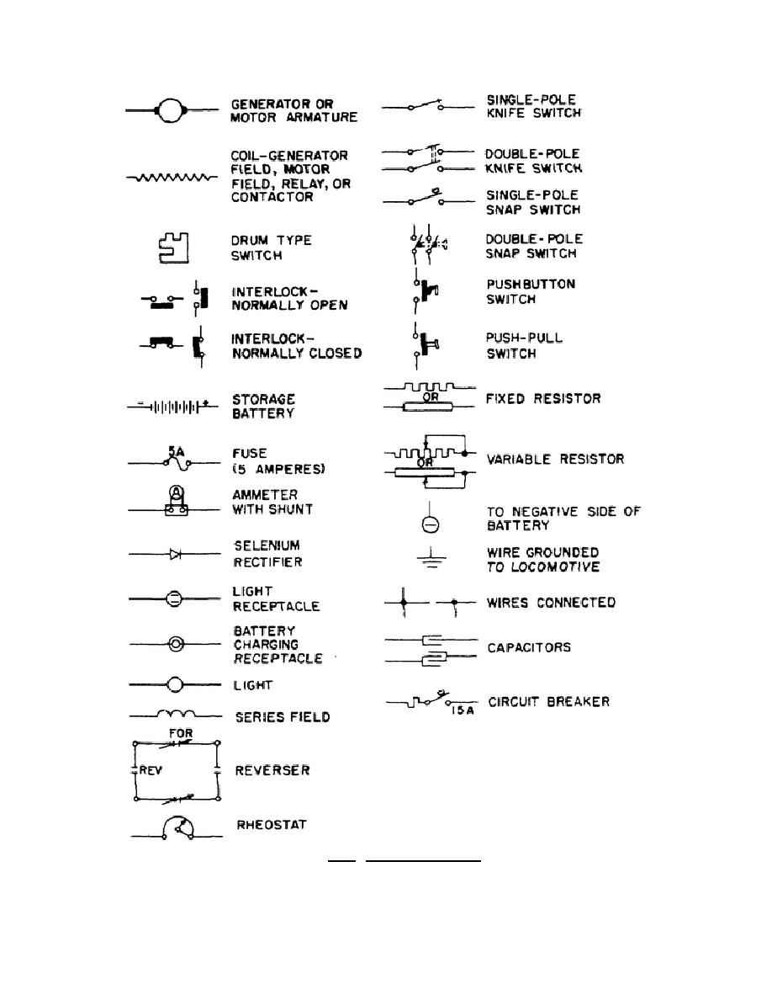 GENERATOR OR
MOTOR ARMATURE
COIL-GENERATOR
FIELD, MOTOR
FIELD, RELAY, OR
CONTACTOR
DRUM TYPE
SWITCH
INTERLOCK-
NORMALLY OPEN
INTERLOCK-
NORMALLY CLOSED
- +
STORAGE
BATTERY
5A
FUSE
(5 AMPERES)
A
AMMETER
WITH SHUNT
SELENIUM
RECTIFIER
LIGHT
RECEPTACLE
BATTERY
CHARGING
RECEPTACLE
LIGHT
SERIES FIELD
FOR
REV
REVERSER
RHEOSTAT
SINGLE-POLE
KNIFE SWITCH
DOUBLE-POLE
KNIFE SWITCH
SINGLE-POLE
SNAP SWITCH
DOUBLE-POLE
SNAP SWITCH
PUSHBUTTON
SWITCH
PUSH-PULL
SWITCH
OR
FIXED RESISTOR
OR
VARIABLE RESISTOR
TO NEGATIVE SIDE OF
BATTERY
WIRE GROUNDED
TO LOCOMOTIVE
WIRES CONNECTED
CAPACITORS
15A
CIRCUIT BREAKER